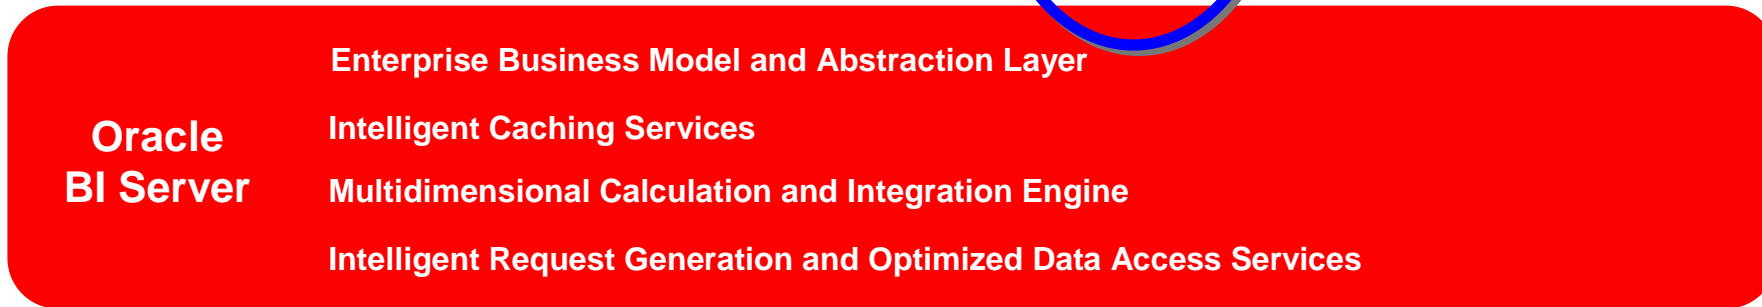 Oracle
BI Server
Enterprise Business Model and Abstraction Layer
Intelligent Caching Services
Multidimensional Calculation and Integration Engine
Intelligent Request Generation and Optimized Data Access Services